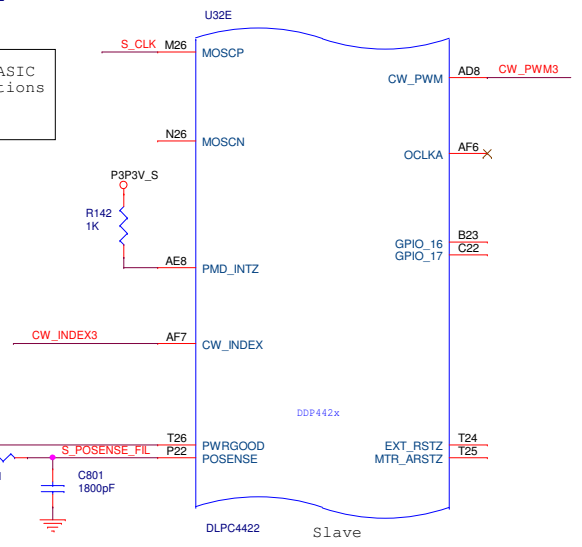 U32E
S_CLK M26
MOSCP
ASIC
tions
AD8 CW_PWM3
CW_PWM
N26
MOSCN
AF6
OCLKA
P3P3V_S
R142
1K
B23
GPIO_16
C22
GPIO_17
AE8
PMD_INTZ
CW_INDEX3 AF7
CW_INDEX
DDP442x
T26
PWRGOOD
S_POSENSE_FIL P22
POSENSE
T24
EXT_RSTZ
T25
MTR_ARSTZ
C801
1800pF
DLPC4422
Slave